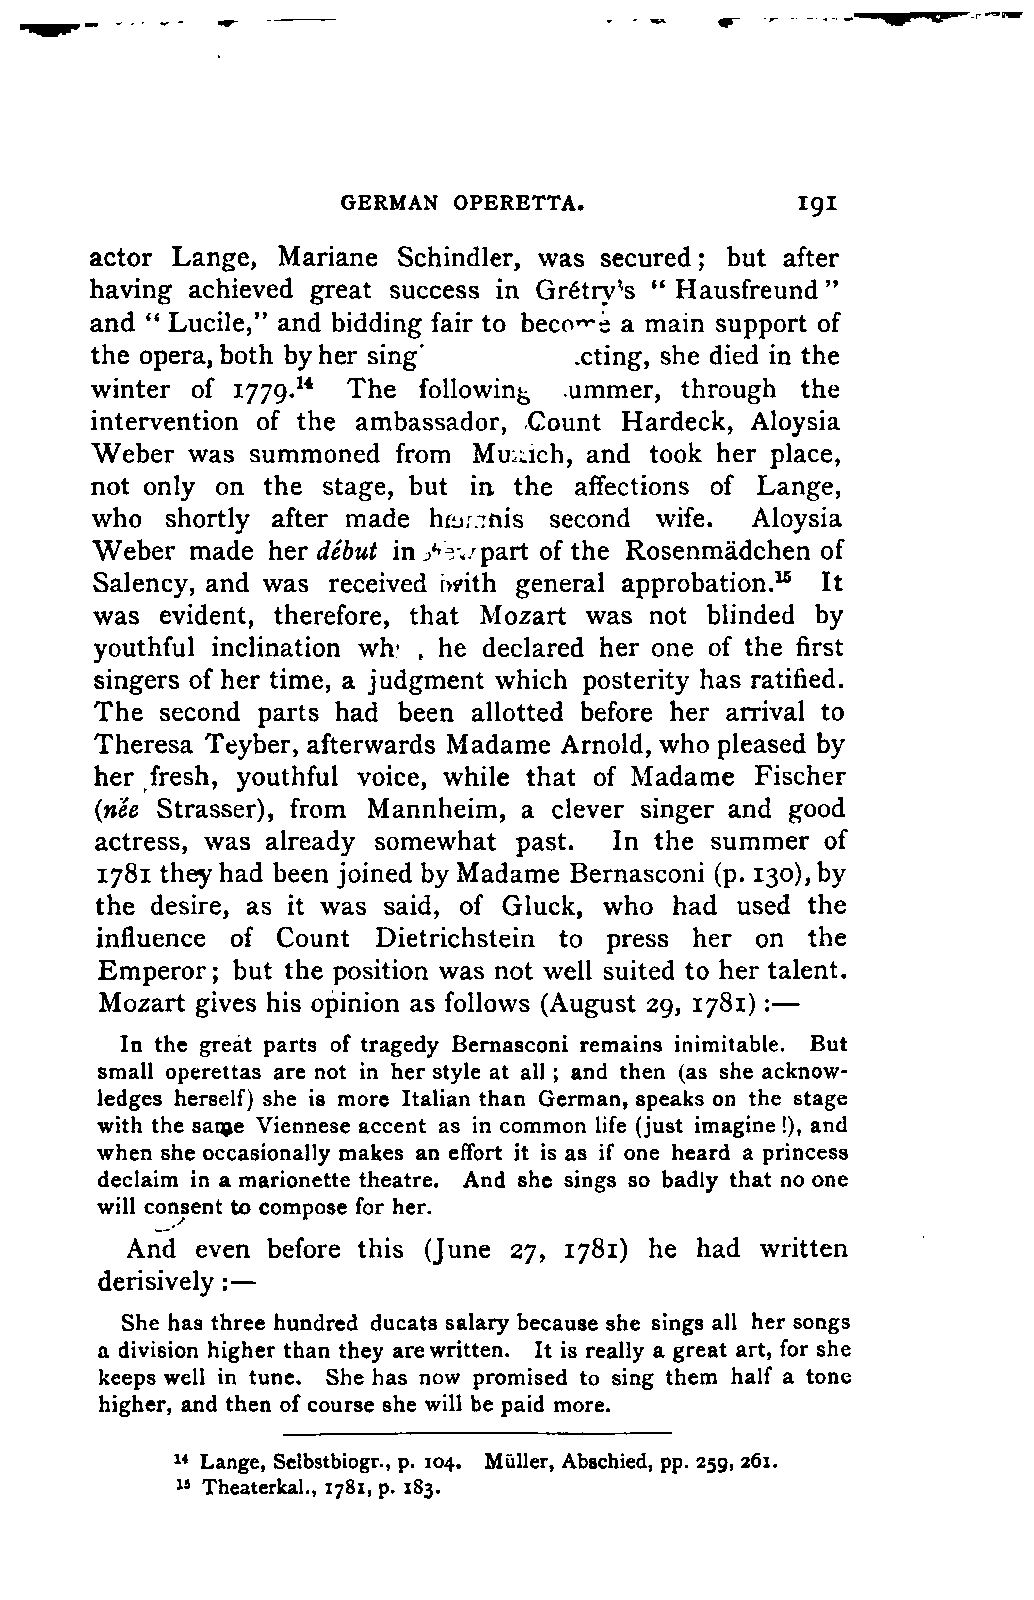 GERMAN OPERETTA. 191
actor Lange, Mariane Schindler, was secured; but after
having achieved great success in Grétry's “Hausfreund”
and “Lucile,” and bidding fair to become a main support of
the opera, both by her sing cting, she died in the
winter of 1779.¹⁴ The following ummer, through the
intervention of the ambassador, Count Hardeck, Aloysia
Weber was summoned from Munich, and took her place,
not only on the stage, but in the affections of Lange,
who shortly after made his second wife. Aloysia
Weber made her début in part of the Rosenmädchen of
Salency, and was received with general approbation.¹⁵ It
was evident, therefore, that Mozart was not blinded by
youthful inclination wh , he declared her one of the first
singers of her time, a judgment which posterity has ratified.
The second parts had been allotted before her arrival to
Theresa Teyber, afterwards Madame Arnold, who pleased by
her fresh, youthful voice, while that of Madame Fischer
(née Strasser), from Mannheim, a clever singer and good
actress, was already somewhat past. In the summer of
1781 they had been joined by Madame Bernasconi (p. 130), by
the desire, as it was said, of Gluck, who had used the
influence of Count Dietrichstein to press her on the
Emperor; but the position was not well suited to her talent.
Mozart gives his opinion as follows (August 29, 1781):—
In the great parts of tragedy Bernasconi remains inimitable. But
small operettas are not in her style at all; and then (as she acknow-
ledges herself) she is more Italian than German, speaks on the stage
with the same Viennese accent as in common life (just imagine!), and
when she occasionally makes an effort it is as if one heard a princess
declaim in a marionette theatre. And she sings so badly that no one
will consent to compose for her.
And even before this (June 27, 1781) he had written
derisively:—
She has three hundred ducats salary because she sings all her songs
a division higher than they are written. It is really a great art, for she
keeps well in tune. She has now promised to sing them half a tone
higher, and then of course she will be paid more.
¹⁴ Lange, Selbstbiogr., p. 104. Müller, Abschied, pp. 259, 261.
¹⁵ Theaterkal., 1781, p. 183.